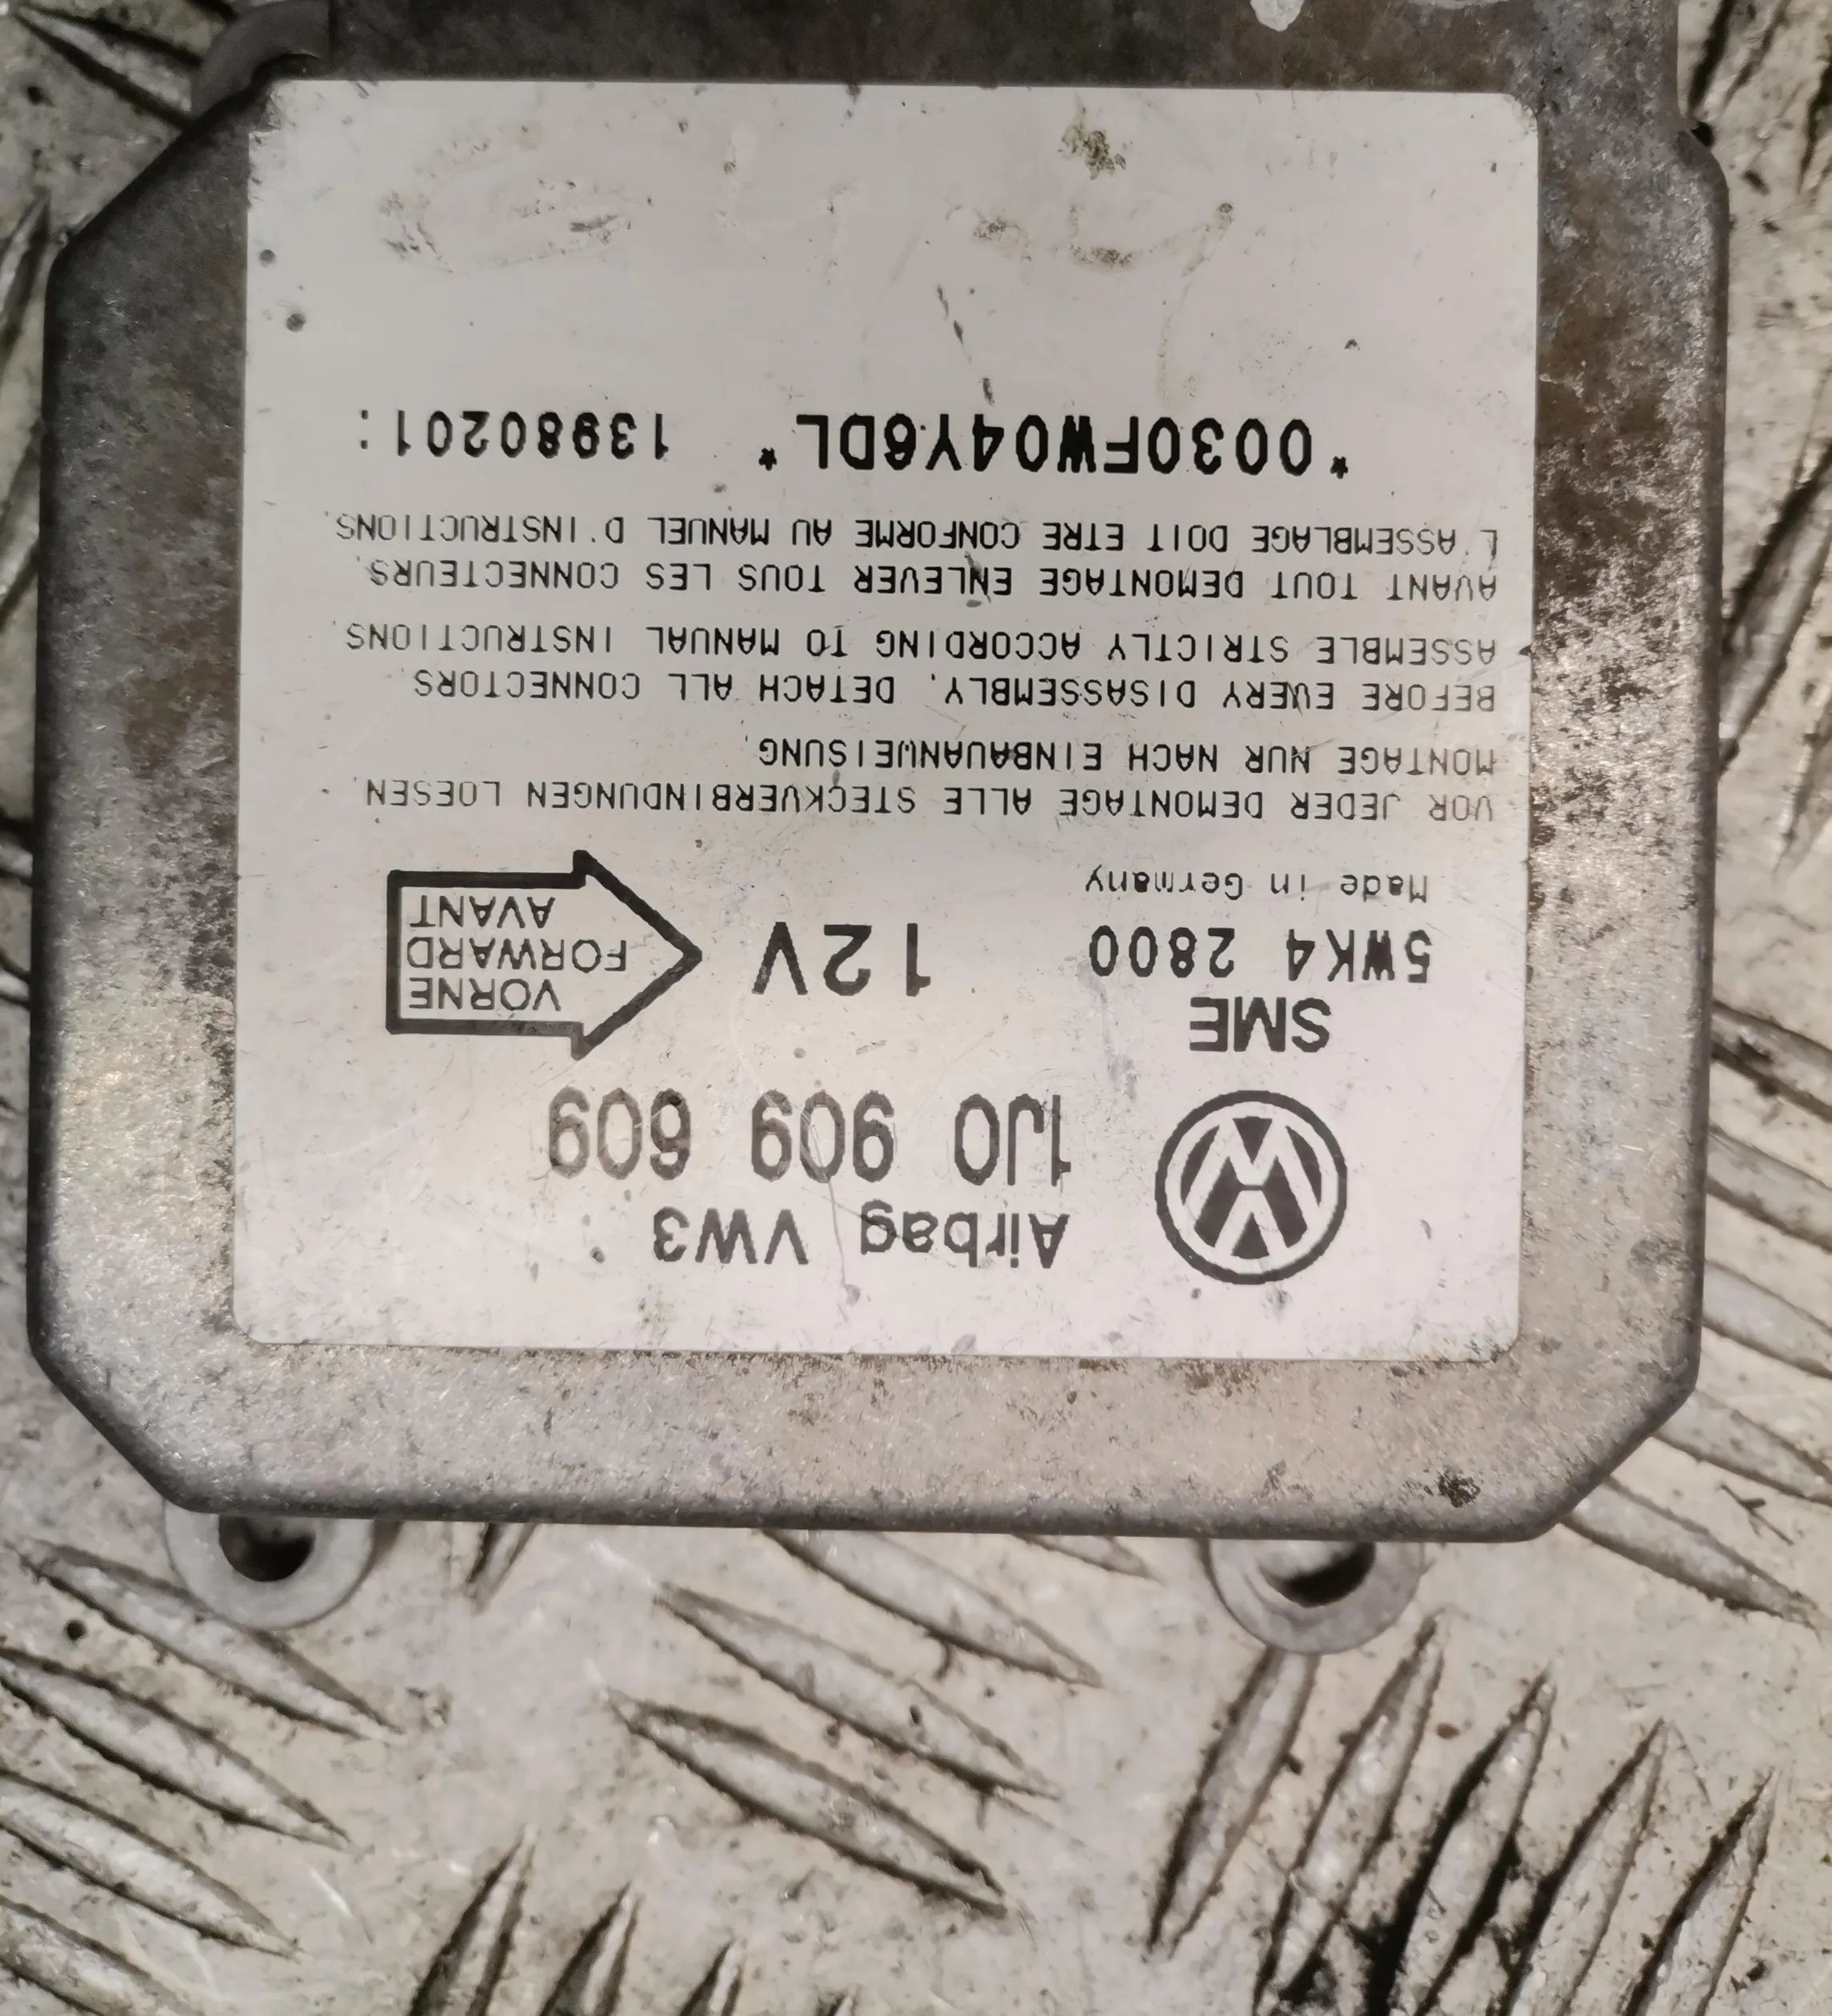 Airbag VW3
1J0 909 609
SME
5WK4 2800 12V
Made in Germany
VORNE
FORWARD
AVANT
VOR JEDER DEMONTAGE ALLE STECKVERBINDUNGEN LOESEN.
MONTAGE NUR NACH EINBAUANWEISUNG.
BEFORE EVERY DISASSEMBLY, DETACH ALL CONNECTORS.
ASSEMBLE STRICTLY ACCORDING TO MANUAL INSTRUCTIONS.
AVANT TOUT DEMONTAGE ENLEVER TOUS LES CONNECTEURS.
L'ASSEMBLAGE DOIT ETRE CONFORME AU MANUEL D'INSTRUCTIONS.
*0030FW04Y6DL* 13980201: